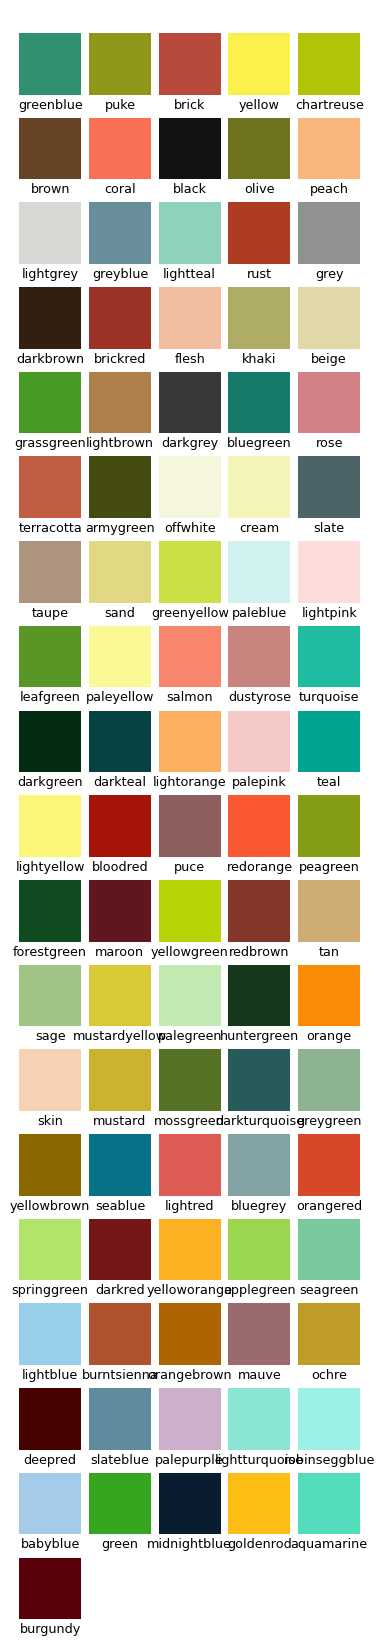 greenblue puke brick yellow chartreuse
brown coral black olive peach
lightgrey greyblue lightteal rust grey
darkbrown brickred flesh khaki beige
grassgreen lightbrown darkgrey bluegreen rose
terracotta armygreen offwhite cream slate
taupe sand greenyellow paleblue lightpink
leafgreen paleyellow salmon dustyrose turquoise
darkgreen darkteal lightorange palepink teal
lightyellow bloodred puce redorange peagreen
forestgreen maroon yellowgreen redbrown tan
sage mustardyellow palegreen huntergreen orange
skin mustard mossgreen darkturquoise greygreen
yellowbrown seablue lightred bluegrey orangered
springgreen darkred yelloworange applegreen seagreen
lightblue burntsienna orangebrown mauve ochre
deepred slateblue palepurple lightturquoise robinseggblue
babyblue green midnightblue goldenrod aquamarine
burgundy